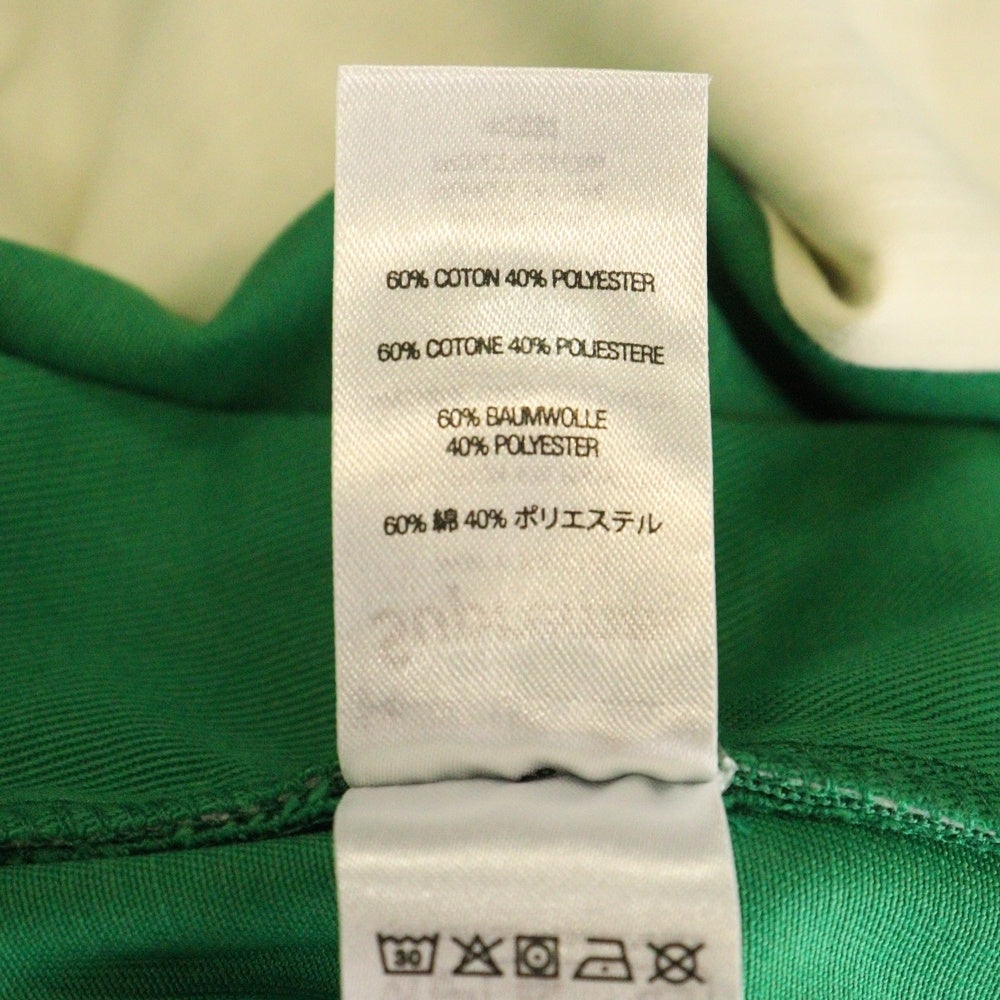 60% COTON 40% POLYESTER
60% COTONE 40% POLIESTERE
60% BAUMWOLLE
40% POLYESTER
60% 綿 40% ポリエステル
30